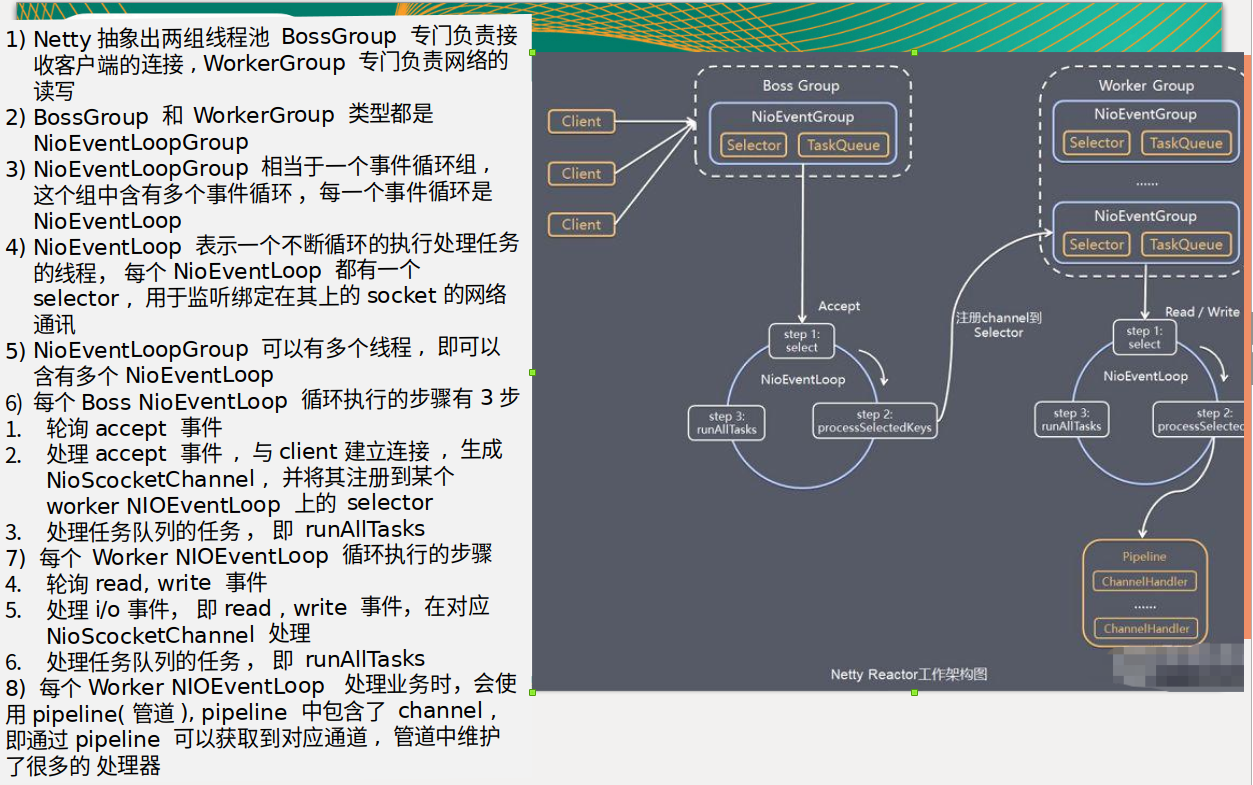 1) Netty 抽象出两组线程池 BossGroup 专门负责接
收客户端的连接 , WorkerGroup 专门负责网络的
读写
2) BossGroup 和 WorkerGroup 类型都是
NioEventLoopGroup
3) NioEventLoopGroup 相当于一个事件循环组 ,
这个组中含有多个事件循环 , 每一个事件循环是
NioEventLoop
4) NioEventLoop 表示一个不断循环的执行处理任务
的线程， 每个 NioEventLoop 都有一个
selector , 用于监听绑定在其上的 socket 的网络
通讯
5) NioEventLoopGroup 可以有多个线程 , 即可以
含有多个 NioEventLoop
6) 每个 Boss NioEventLoop 循环执行的步骤有 3 步
1. 轮询 accept 事件
2. 处理 accept 事件 , 与 client 建立连接 , 生成
NioScocketChannel , 并将其注册到某个
worker NIOEventLoop 上的 selector
3. 处理任务队列的任务 ， 即 runAllTasks
7) 每个 Worker NIOEventLoop 循环执行的步骤
4. 轮询 read, write 事件
5. 处理 i/o 事件， 即 read , write 事件，在对应
NioScocketChannel 处理
6. 处理任务队列的任务 ， 即 runAllTasks
8) 每个 Worker NIOEventLoop 处理业务时，会使
用 pipeline( 管道 ), pipeline 中包含了 channel ,
即通过 pipeline 可以获取到对应通道 , 管道中维护
了很多的 处理器
Client
Client
Client
Boss Group
NioEventGroup
Selector
TaskQueue
Accept
step 1:
select
NioEventLoop
step 3:
runAllTasks
step 2:
processSelectedKeys
注册channel到
Selector
Worker Group
NioEventGroup
Selector
TaskQueue
......
NioEventGroup
Selector
TaskQueue
Read / Write
step 1:
select
NioEventLoop
step 3:
runAllTasks
step 2:
processSelected
Pipeline
ChannelHandler
......
ChannelHandler
Netty Reactor工作架构图